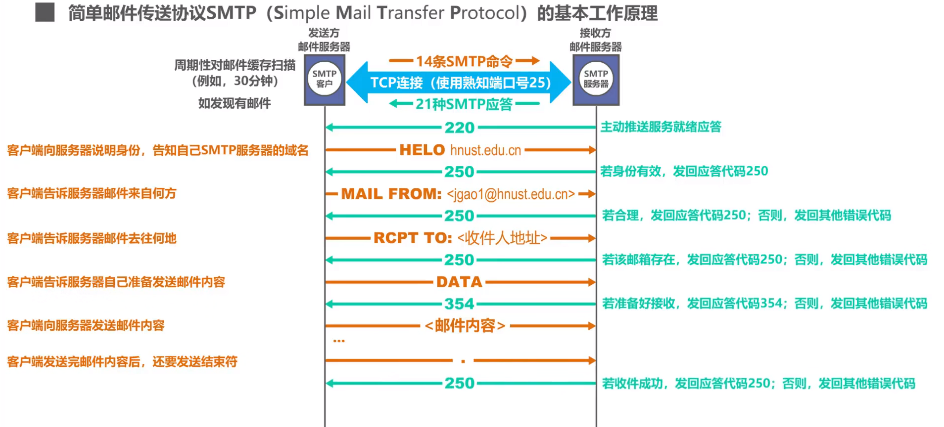 简单邮件传送协议SMTP（Simple Mail Transfer Protocol）的基本工作原理
发送方
邮件服务器
接收方
邮件服务器
周期性对邮件缓存扫描
（例如，30分钟）
SMTP
客户
14条SMTP命令
TCP连接（使用熟知端口号25）
21种SMTP应答
SMTP
服务器
如发现有邮件
220
主动推送服务就绪应答
客户端向服务器说明身份，告知自己SMTP服务器的域名
HELO hnust.edu.cn
250
若身份有效，发回应答代码250
客户端告诉服务器邮件来自何方
MAIL FROM: <jgao1@hnust.edu.cn>
250
若合理，发回应答代码250；否则，发回其他错误代码
客户端告诉服务器邮件去往何地
RCPT TO: <收件人地址>
250
若该邮箱存在，发回应答代码250；否则，发回其他错误代码
客户端告诉服务器自己准备发送邮件内容
DATA
354
若准备好接收，发回应答代码354；否则，发回其他错误代码
客户端向服务器发送邮件内容
<邮件内容>
...
客户端发送完邮件内容后，还要发送结束符
.
250
若收件成功，发回应答代码250；否则，发回其他错误代码